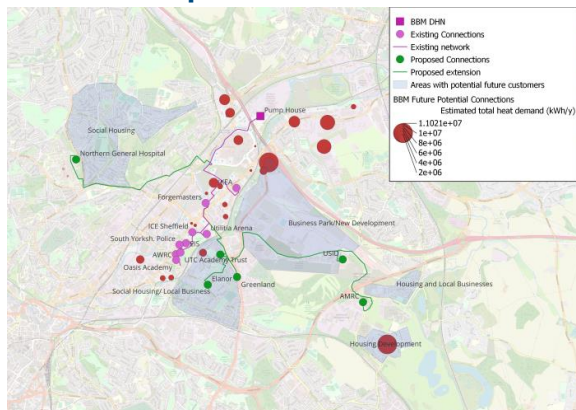 BBM DHN
Existing Connections
Existing network
Proposed Connections
Proposed extension
Areas with potential future customers
BBM Future Potential Connections
Estimated total heat demand (kWh/y)
1.1021e+07
1e+07
8e+06
6e+06
4e+06
2e+06
Pump House
Social Housing
Northern General Hospital
Forgemasters
ICE Sheffield
Utilitia Arena
South Yorksh. Police
Business Park/New Development
AWRC
UTC Academy Trust
Oasis Academy
USID
Elanor
Greenland
Social Housing/ Local Business
Housing and Local Businesses
AMRC
Housing Development